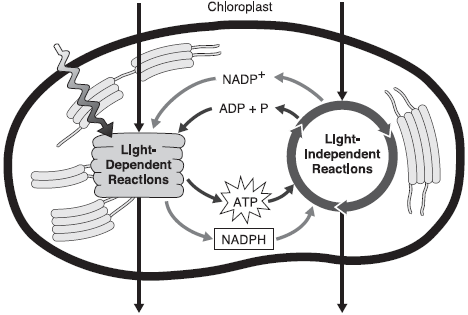 Chloroplast
NADP+
ADP + P
Light-
Dependent
Reactions
Light-
Independent
Reactions
ATP
NADPH